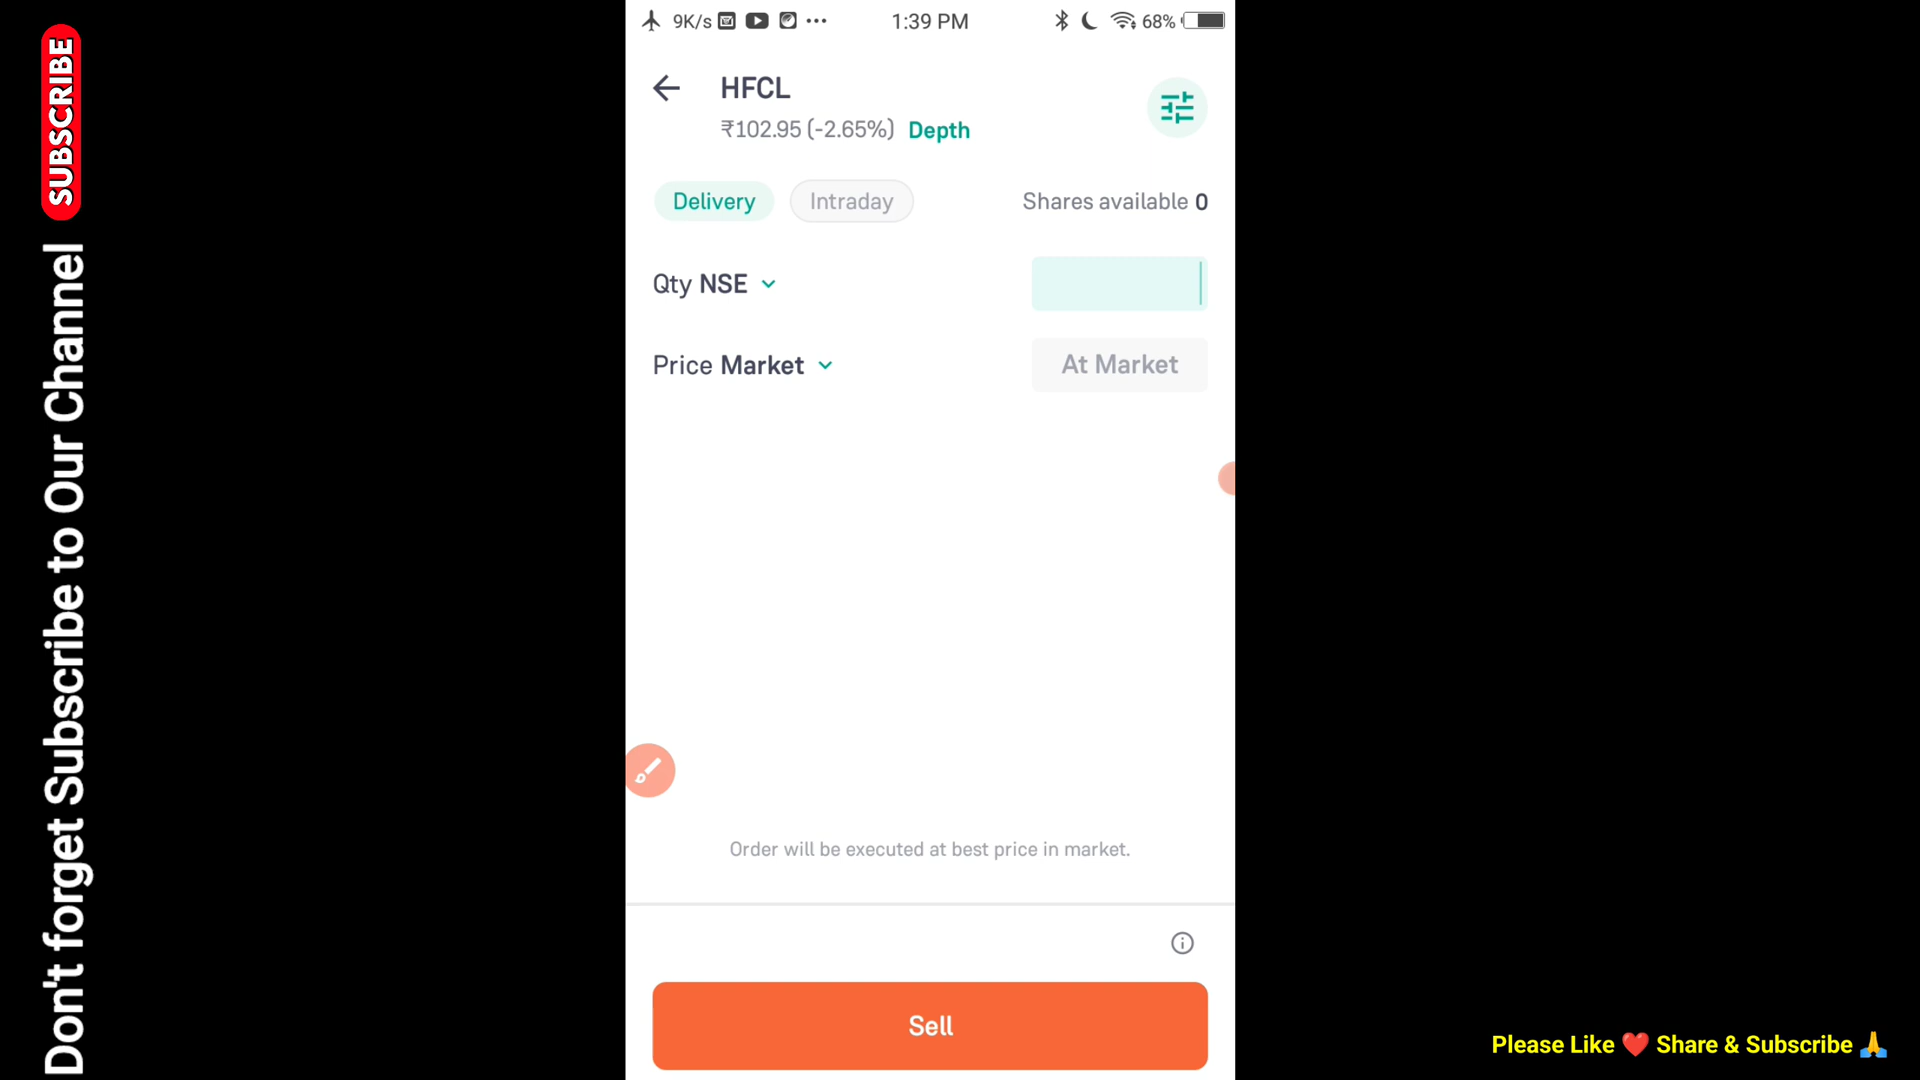 SUBSCRIBE
Don't forget Subscribe to Our Channel
9K/s
1:39 PM
68%
HFCL
₹102.95 (-2.65%) Depth
Delivery
Intraday
Shares available 0
Qty NSE
Price Market
At Market
Order will be executed at best price in market.
Sell
Please Like ❤️ Share & Subscribe 🙏